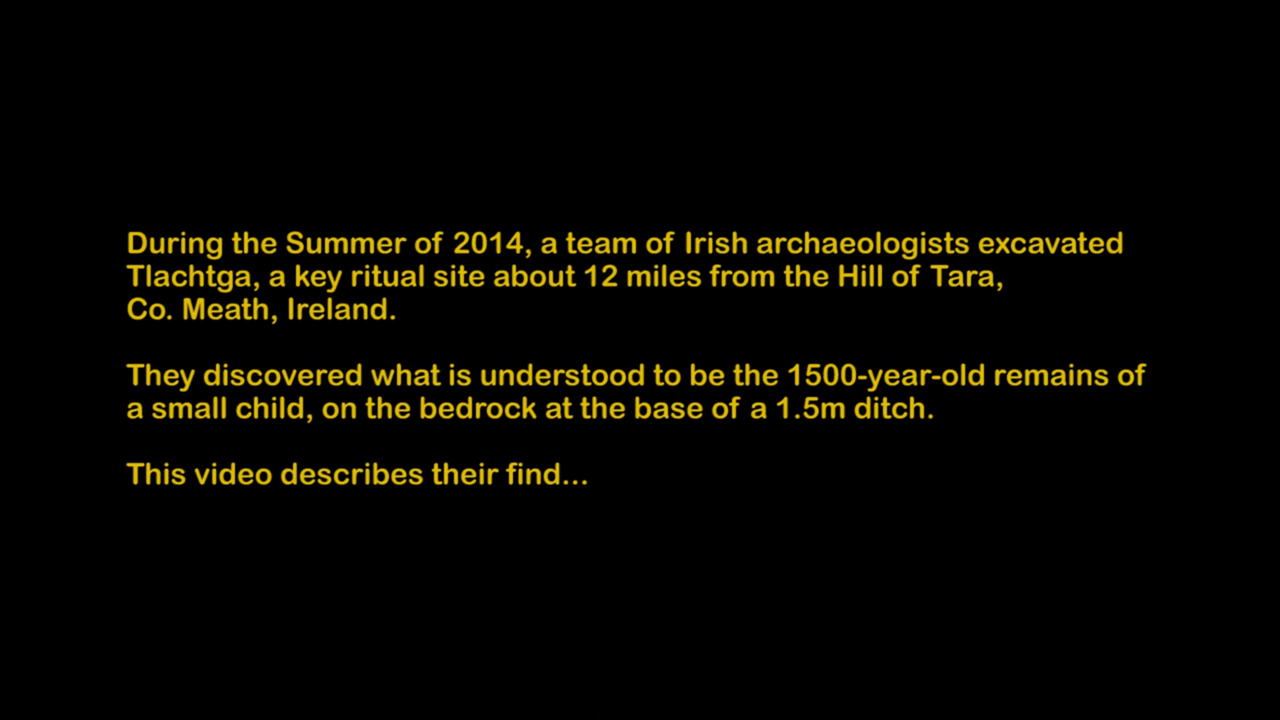 During the Summer of 2014, a team of Irish archaeologists excavated
Tlachtga, a key ritual site about 12 miles from the Hill of Tara,
Co. Meath, Ireland.
They discovered what is understood to be the 1500-year-old remains of
a small child, on the bedrock at the base of a 1.5m ditch.
This video describes their find...